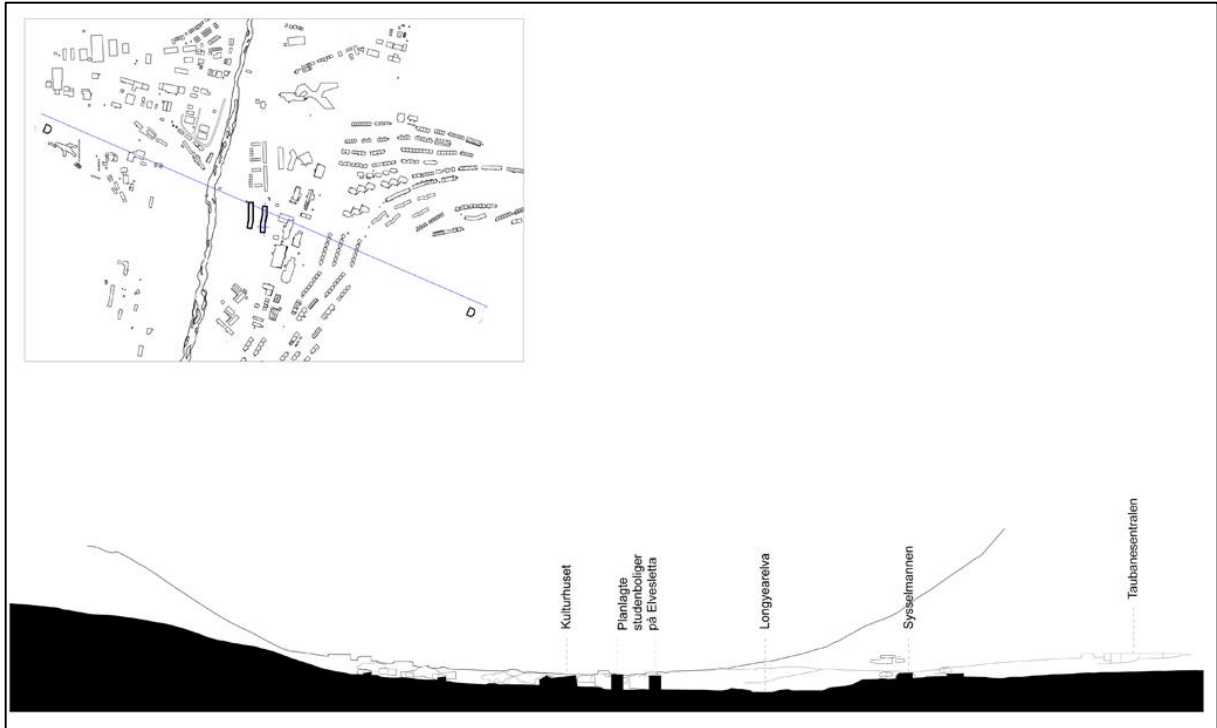 D
D
Kulturhuset
Planlagte
studenboliger
på Elvesletta
Longyearelva
Sysselmannen
Taubanesentralen